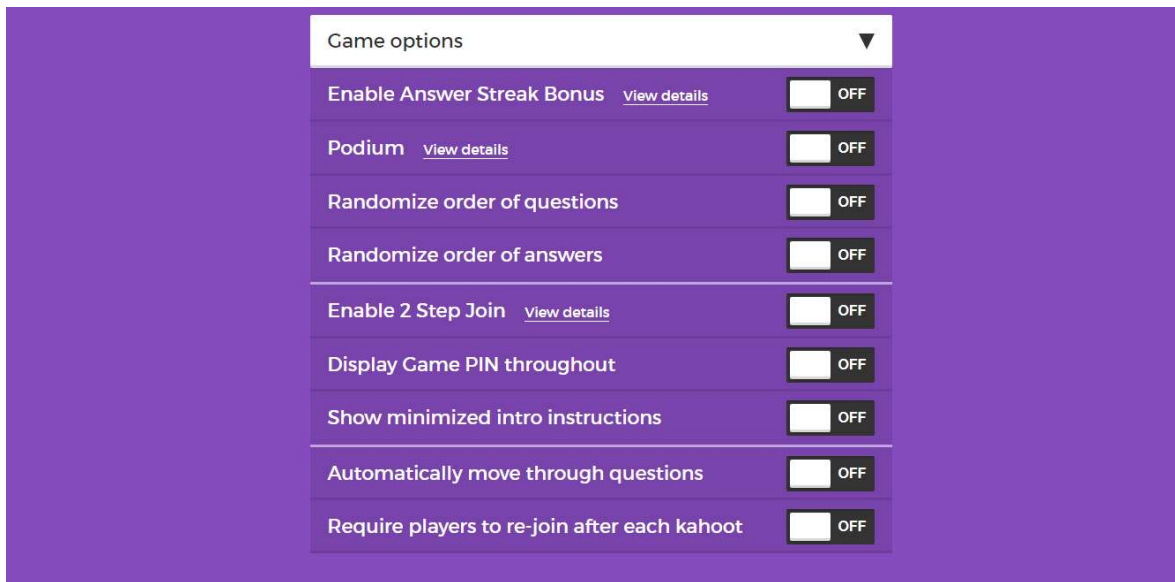 Game options ▼
Enable Answer Streak Bonus View details OFF
Podium View details OFF
Randomize order of questions OFF
Randomize order of answers OFF
Enable 2 Step Join View details OFF
Display Game PIN throughout OFF
Show minimized intro instructions OFF
Automatically move through questions OFF
Require players to re-join after each kahoot OFF